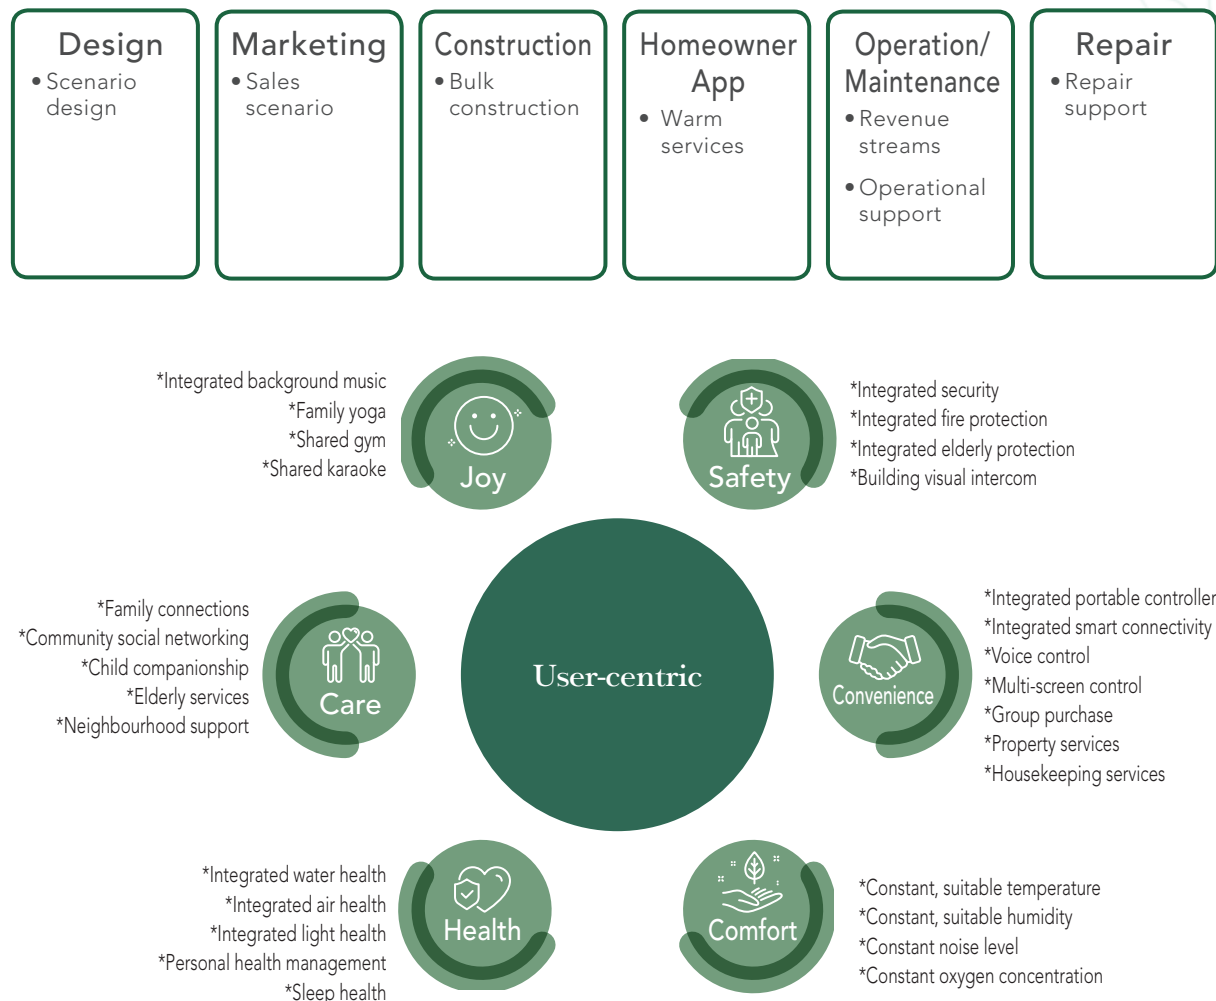 Design
• Scenario
design
Marketing
• Sales
scenario
Construction
• Bulk
construction
Homeowner
App
• Warm
services
Operation/
Maintenance
• Revenue
streams
• Operational
support
Repair
• Repair
support
*Integrated background music
*Family yoga
*Shared gym
*Shared karaoke
Joy
Safety
*Integrated security
*Integrated fire protection
*Integrated elderly protection
*Building visual intercom
*Family connections
*Community social networking
*Child companionship
*Elderly services
*Neighbourhood support
Care
User-centric
Convenience
*Integrated portable controller
*Integrated smart connectivity
*Voice control
*Multi-screen control
*Group purchase
*Property services
*Housekeeping services
*Integrated water health
*Integrated air health
*Integrated light health
*Personal health management
*Sleep health
Health
Comfort
*Constant, suitable temperature
*Constant, suitable humidity
*Constant noise level
*Constant oxygen concentration